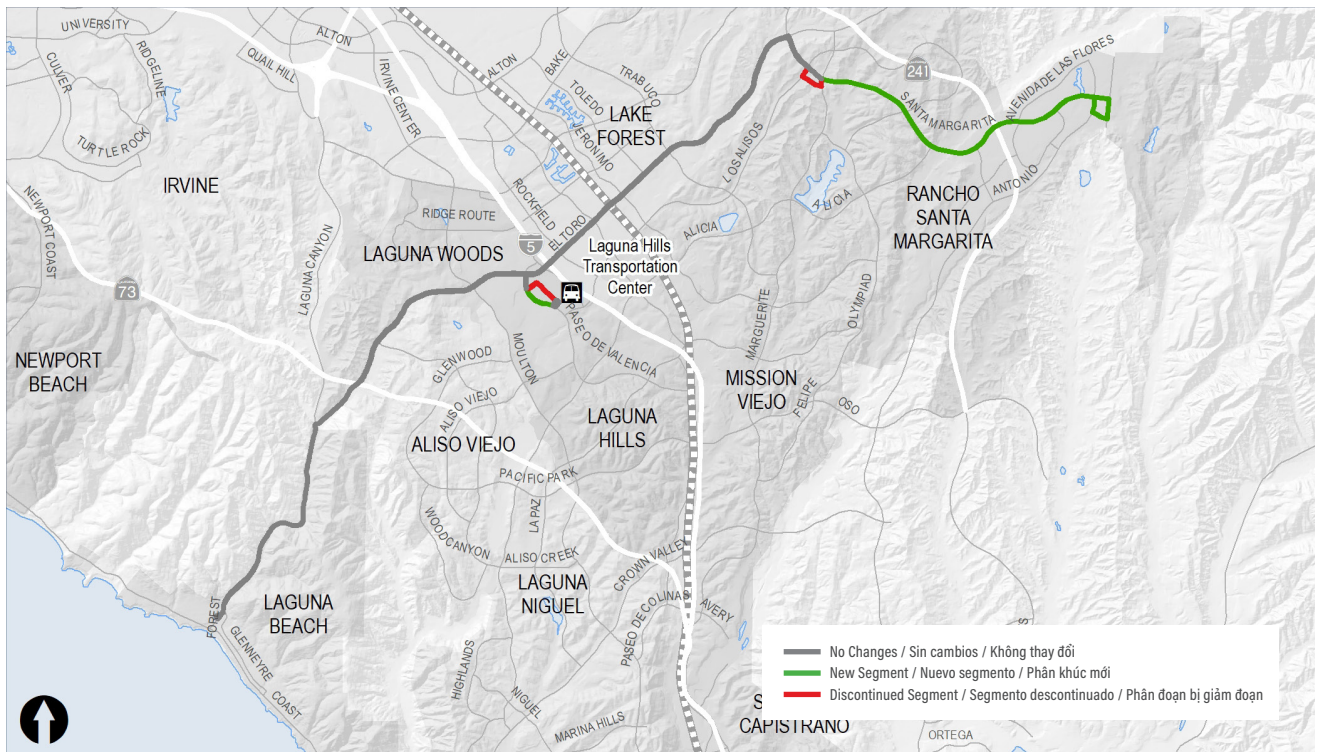 UNIVERSITY
ALTON
CULVER
RIDGELINE
QUAIL HILL
IRVINE CENTER
ALTON
BAKE
TOLEDO
TRABUCO
241
AVENIDA DE LAS FLORES
LAKE
FOREST
JERONIMO
SANTA MARGARITA
TURTLE ROCK
IRVINE
LOS ALISOS
NEWPORT COAST
ROCKFIELD
RIDGE ROUTE
EL TORO
ALICIA
ALICIA
ANTONIO
RANCHO
SANTA
MARGARITA
LAGUNA CANYON
LAGUNA WOODS
5
Laguna Hills
Transportation
Center
73
PASEO DE VALENCIA
MARGUERITE
OLYMPIAD
NEWPORT
BEACH
GLENWOOD
MOULTON
MISSION
VIEJO
FELIPE
OSO
ALISO VIEJO
ALISO VIEJO
LAGUNA
HILLS
PACIFIC PARK
LA PAZ
WOOD CANYON
ALISO CREEK
CROWN VALLEY
LAGUNA
NIGUEL
PASEO DE COLINAS
AVERY
LAGUNA
BEACH
FOREST
GLENNEYRE
COAST
HIGHLANDS
NIGUEL
MARINA HILLS
No Changes / Sin cambios / Không thay đổi
New Segment / Nuevo segmento / Phân khúc mới
Discontinued Segment / Segmento descontinuado / Phân đoạn bị giảm đoạn
CAPISTRANO
ORTEGA